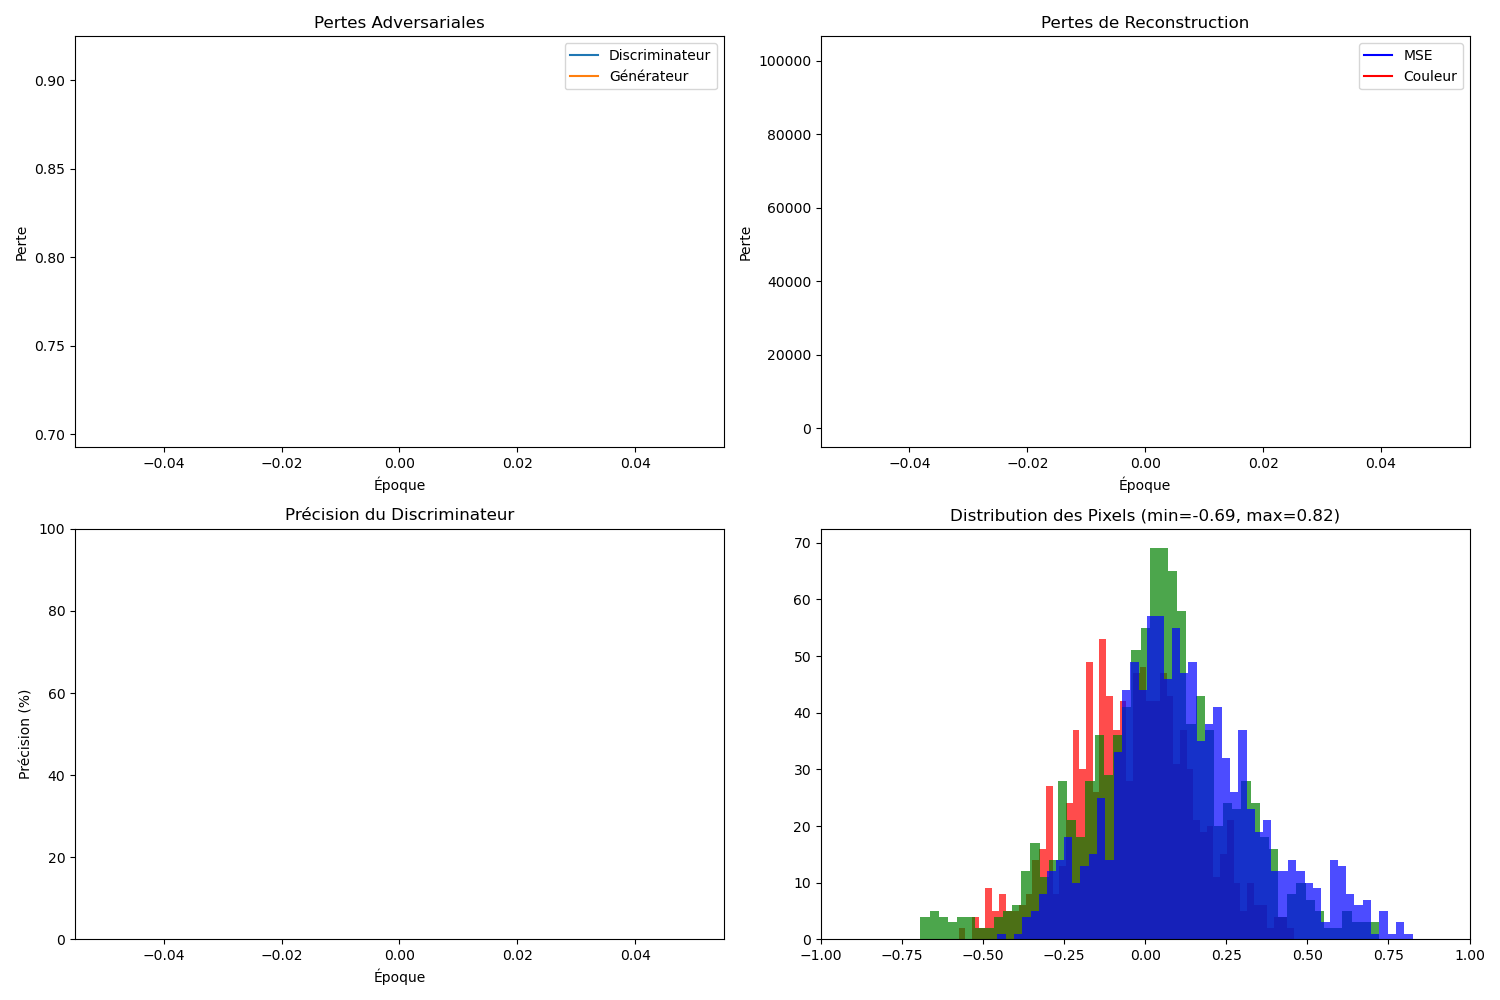 Pertes Adversariales
Perte
0.90
0.85
0.80
0.75
0.70
−0.04 −0.02 0.00 0.02 0.04
Époque
Discriminateur
Générateur
Pertes de Reconstruction
Perte
100000
80000
60000
40000
20000
0
−0.04 −0.02 0.00 0.02 0.04
Époque
MSE
Couleur
Précision du Discriminateur
Précision (%)
100
80
60
40
20
0
−0.04 −0.02 0.00 0.02 0.04
Époque
Distribution des Pixels (min=-0.69, max=0.82)
70
60
50
40
30
20
10
0
−1.00 −0.75 −0.50 −0.25 0.00 0.25 0.50 0.75 1.00